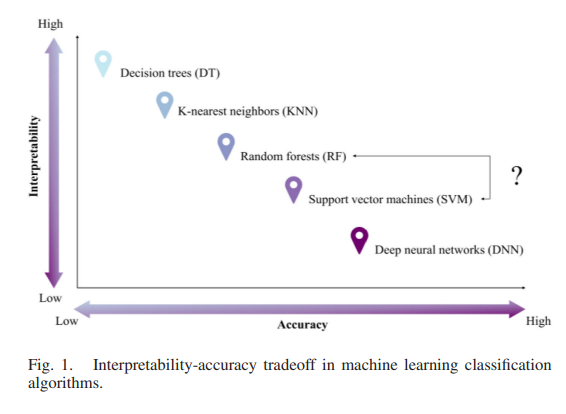 High
Decision trees (DT)
K-nearest neighbors (KNN)
Interpretability
Random forests (RF)
?
Support vector machines (SVM)
Deep neural networks (DNN)
Low
Low
Accuracy
High
Fig. 1. Interpretability-accuracy tradeoff in machine learning classification
algorithms.